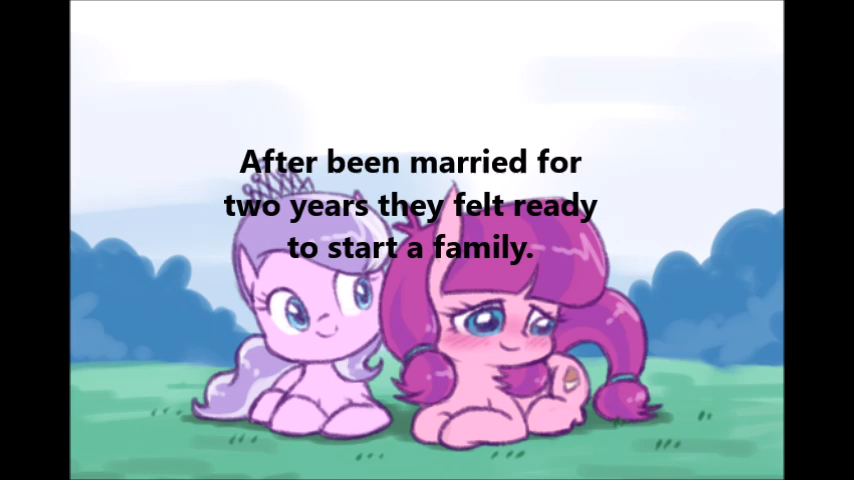 After been married for
two years they felt ready
to start a family.